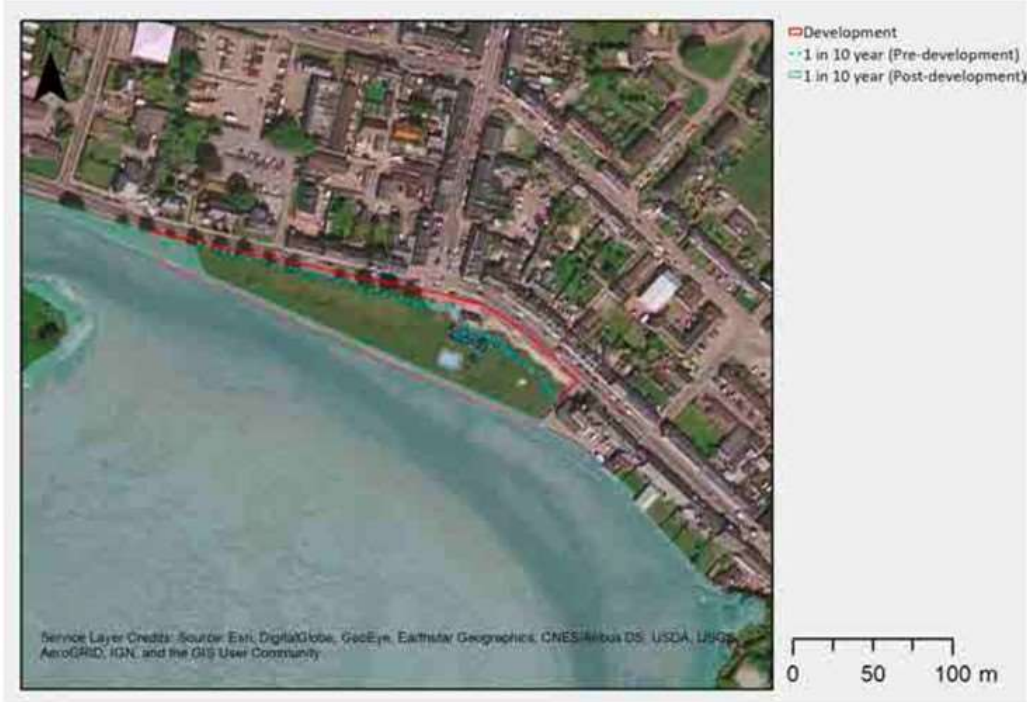 Development
1 in 10 year (Pre-development)
1 in 10 year (Post-development)
Service Layer Credits: Source: Esri, DigitalGlobe, GeoEye, Earthstar Geographics, CNES/Airbus DS, USDA, USGS,
AeroGRID, IGN, and the GIS User Community
0 50 100 m